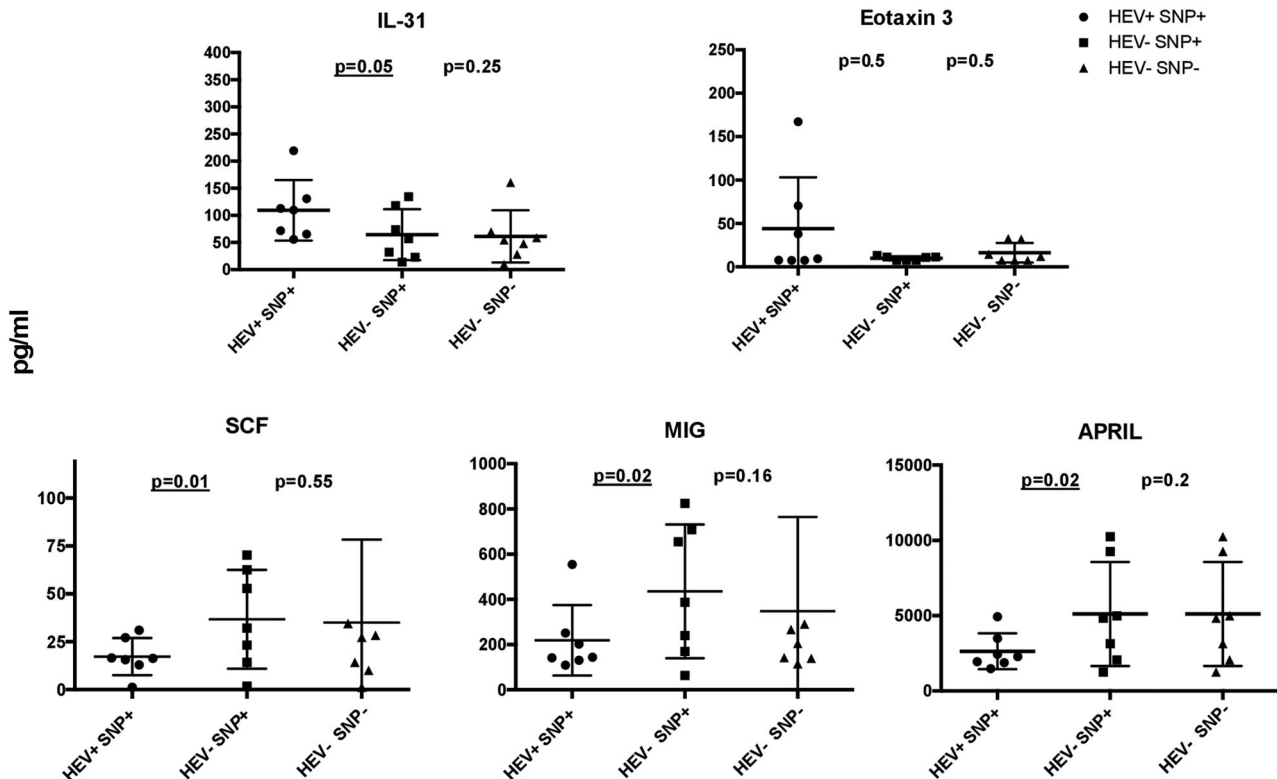 IL-31
400
350
300
250
200
150
100
50
0
p=0.05 p=0.25
HEV+ SNP+
HEV- SNP+
HEV- SNP-
Eotaxin 3
250
200
150
100
50
0
p=0.5 p=0.5
HEV+ SNP+
HEV- SNP+
HEV- SNP-
HEV+ SNP+
HEV- SNP+
HEV- SNP-
pg/ml
SCF
100
75
50
25
0
p=0.01 p=0.55
HEV+ SNP+
HEV- SNP+
HEV- SNP-
MIG
1000
800
600
400
200
0
p=0.02 p=0.16
HEV+ SNP+
HEV- SNP+
HEV- SNP-
APRIL
15000
10000
5000
0
p=0.02 p=0.2
HEV+ SNP+
HEV- SNP+
HEV- SNP-